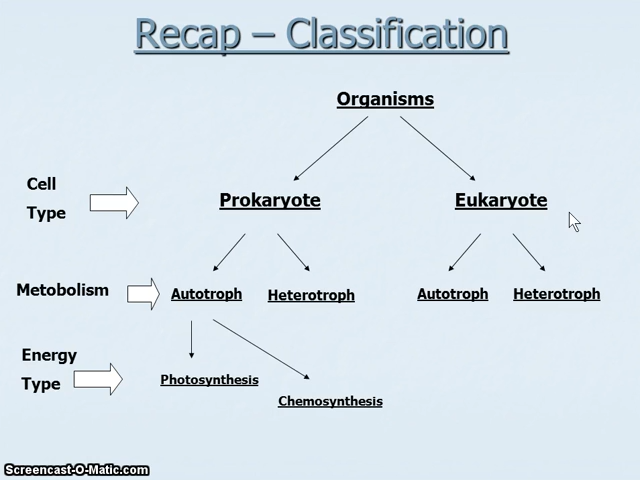 Recap – Classification
Organisms
Cell
Type
Prokaryote
Eukaryote
Metobolism
Autotroph
Heterotroph
Autotroph
Heterotroph
Energy
Type
Photosynthesis
Chemosynthesis
Screencast-O-Matic.com